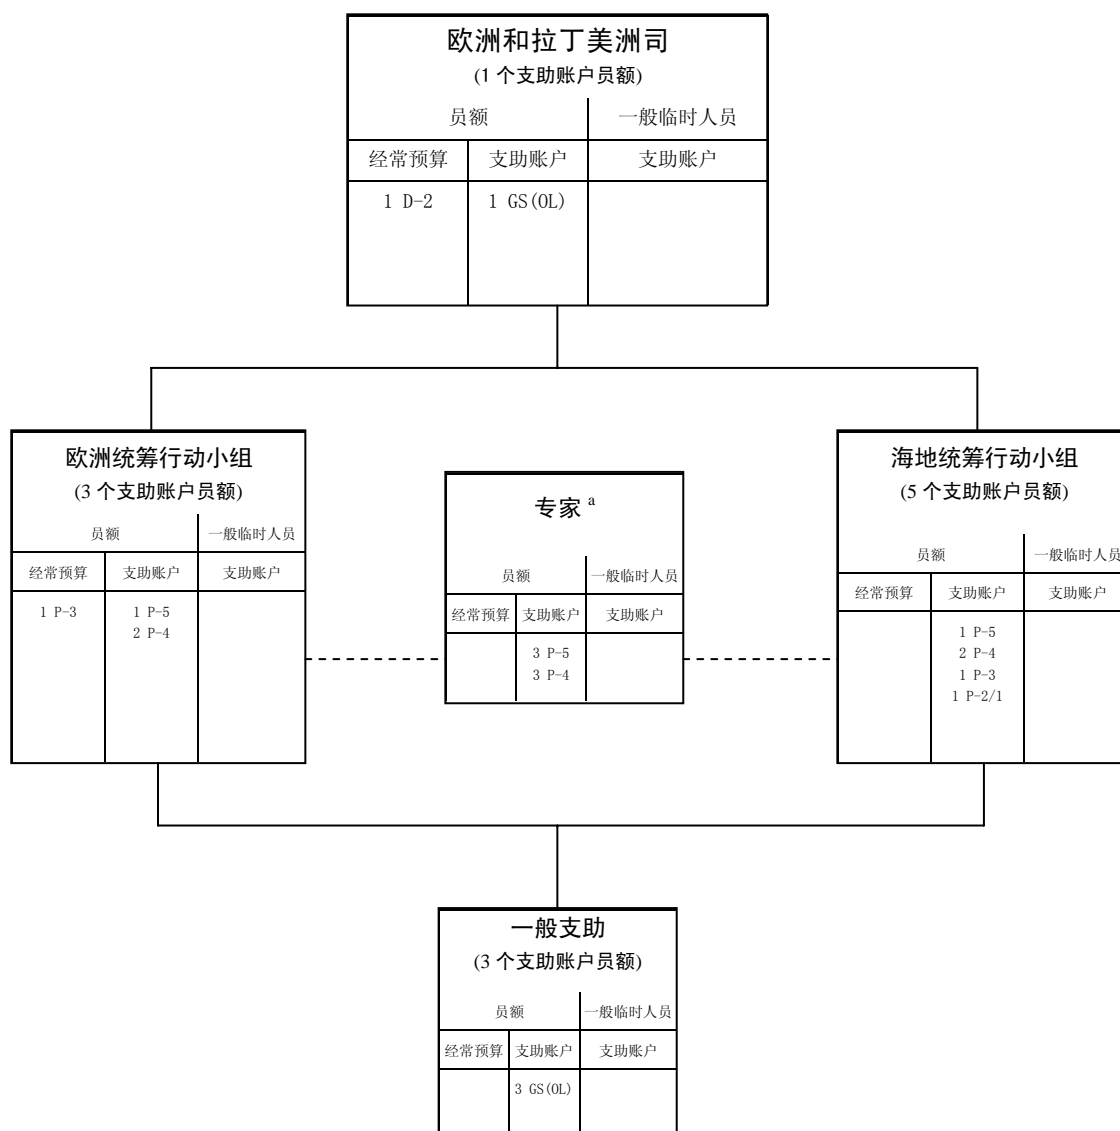 欧洲和拉丁美洲司
(1 个支助账户员额)
员额 一般临时人员
经常预算 支助账户 支助账户
1 D-2 1 GS(OL)
欧洲统筹行动小组
(3 个支助账户员额)
员额 一般临时人员
经常预算 支助账户 支助账户
1 P-3 1 P-5
2 P-4
专家 a
员额 一般临时人员
经常预算 支助账户 支助账户
3 P-5
3 P-4
海地统筹行动小组
(5 个支助账户员额)
员额 一般临时人员
经常预算 支助账户 支助账户
1 P-5
2 P-4
1 P-3
1 P-2/1
一般支助
(3 个支助账户员额)
员额 一般临时人员
经常预算 支助账户 支助账户
3 GS(OL)